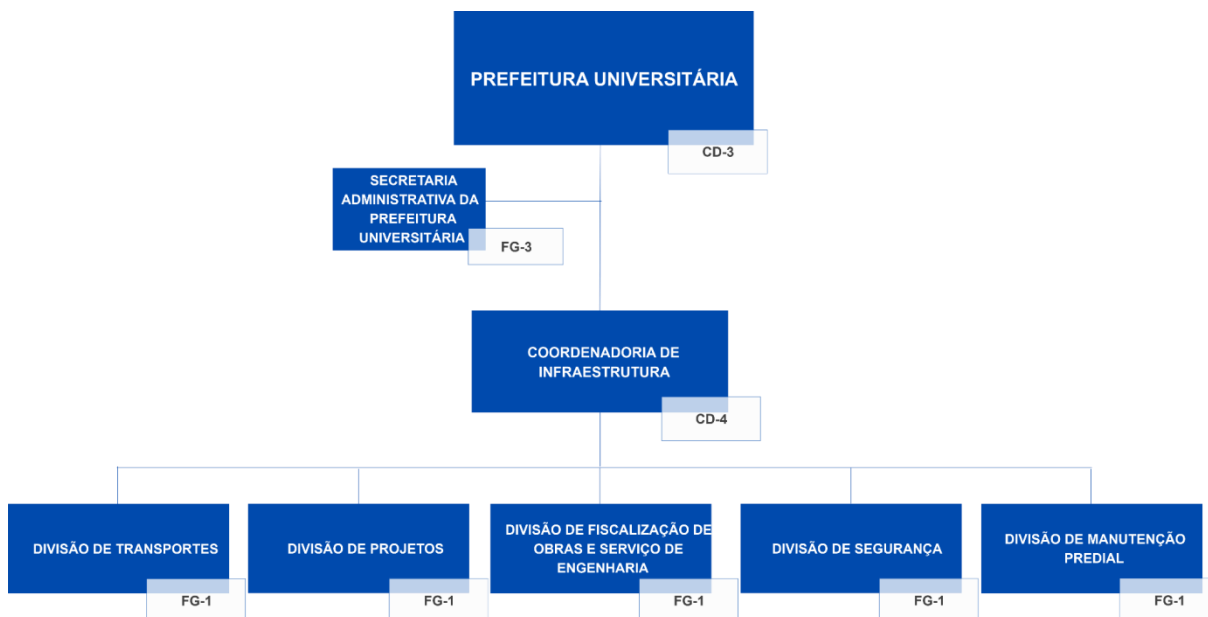 PREFEITURA UNIVERSITÁRIA
CD-3
SECRETARIA
ADMINISTRATIVA DA
PREFEITURA
UNIVERSITÁRIA
FG-3
COORDENADORIA DE
INFRAESTRUTURA
CD-4
DIVISÃO DE TRANSPORTES
FG-1
DIVISÃO DE PROJETOS
FG-1
DIVISÃO DE FISCALIZAÇÃO DE
OBRAS E SERVIÇO DE
ENGENHARIA
FG-1
DIVISÃO DE SEGURANÇA
FG-1
DIVISÃO DE MANUTENÇÃO
PREDIAL
FG-1